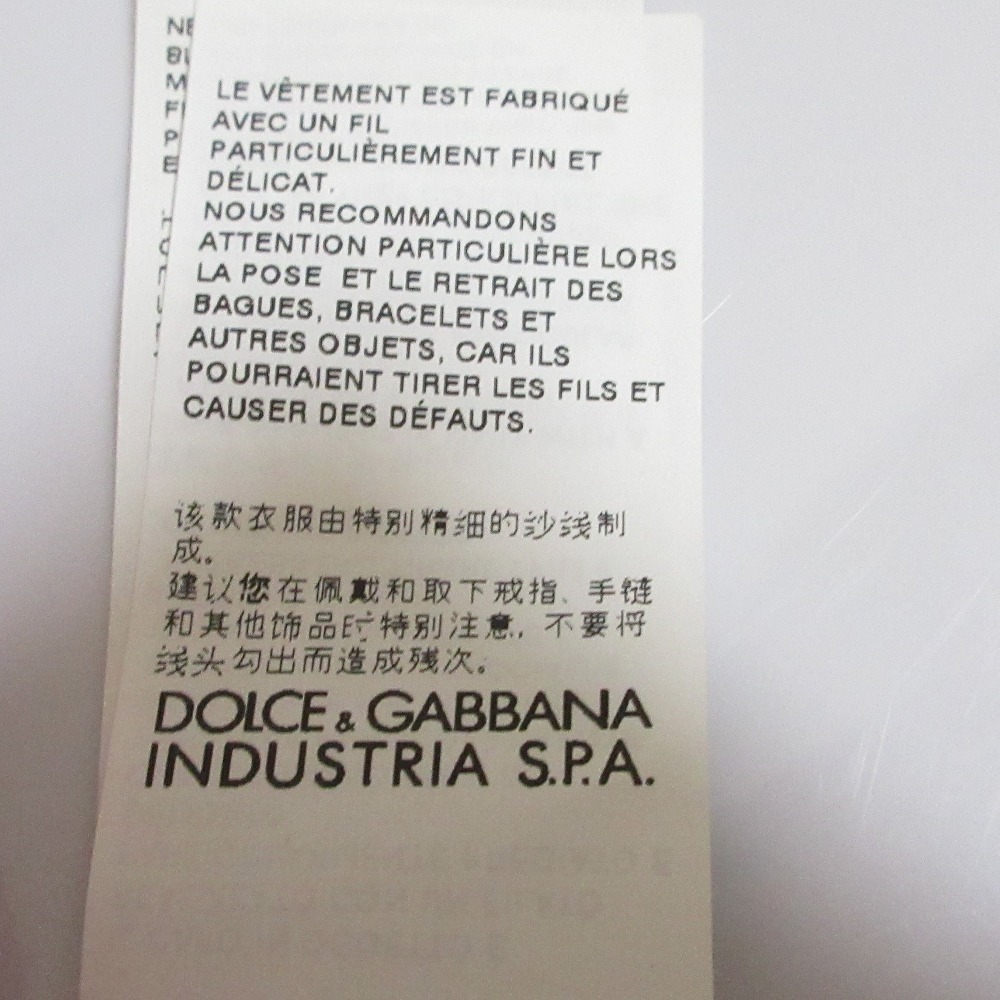 NE
BU
M
FI
P
E
LE VÊTEMENT EST FABRIQUÉ
AVEC UN FIL
PARTICULIÈREMENT FIN ET
DÉLICAT.
NOUS RECOMMANDONS
ATTENTION PARTICULIÈRE LORS
LA POSE ET LE RETRAIT DES
BAGUES, BRACELETS ET
AUTRES OBJETS, CAR ILS
POURRAIENT TIRER LES FILS ET
CAUSER DES DÉFAUTS.
该款衣服由特别精细的纱线制
成。
建议您在佩戴和取下戒指、手链
和其他饰品时特别注意，不要将
线头勾出而造成残次。
DOLCE & GABBANA
INDUSTRIA S.P.A.